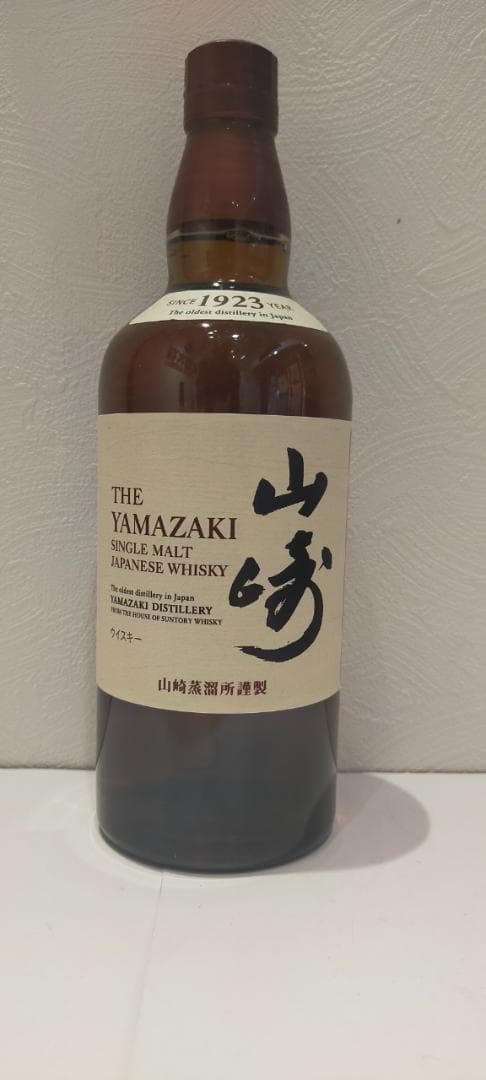 SINCE 1923 YEAR.
The oldest distillery in Japan
山崎
THE
YAMAZAKI
SINGLE MALT
JAPANESE WHISKY
The oldest distillery in Japan
YAMAZAKI DISTILLERY
FROM THE HOUSE OF SUNTORY WHISKY
ウイスキー
山崎蒸溜所謹製